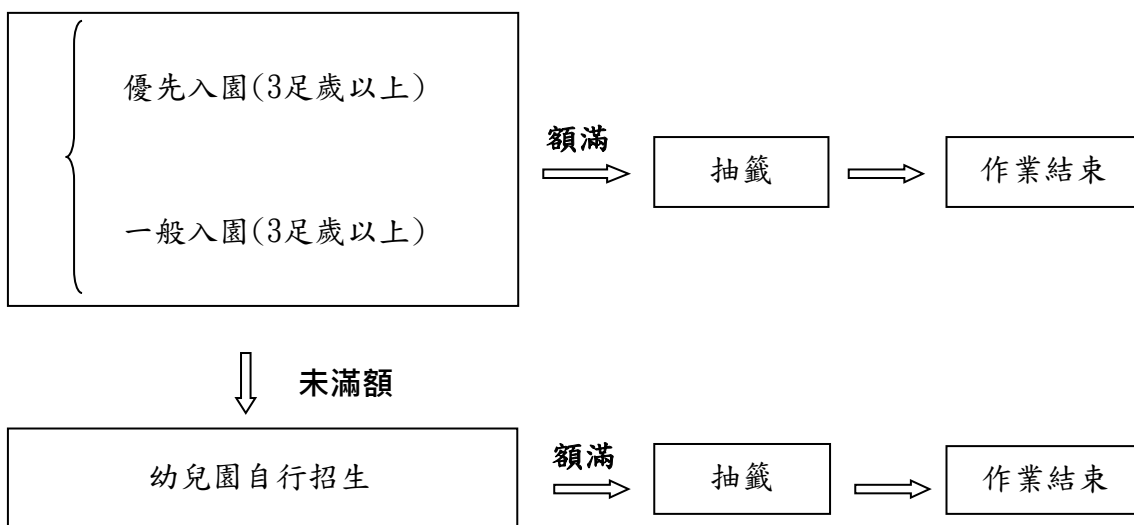 優先入園(3足歲以上)
額滿
抽籤
作業結束
一般入園(3足歲以上)
未滿額
額滿
幼兒園自行招生
抽籤
作業結束